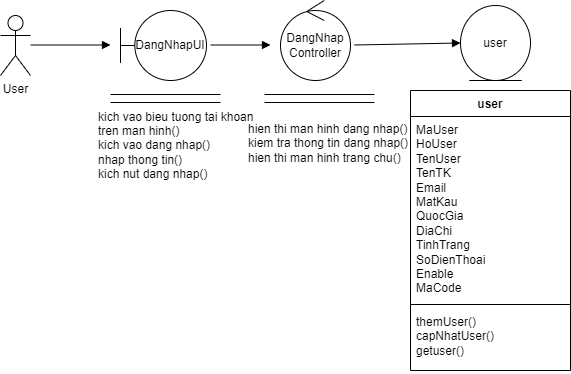 User
DangNhapUI
DangNhap
Controller
user
kich vao bieu tuong tai khoan
tren man hinh()
kich vao dang nhap()
nhap thong tin()
kich nut dang nhap()
hien thi man hinh dang nhap()
kiem tra thong tin dang nhap()
hien thi man hinh trang chu()
user
MaUser
HoUser
TenUser
TenTK
Email
MatKau
QuocGia
DiaChi
TinhTrang
SoDienThoai
Enable
MaCode
themUser()
capNhatUser()
getuser()